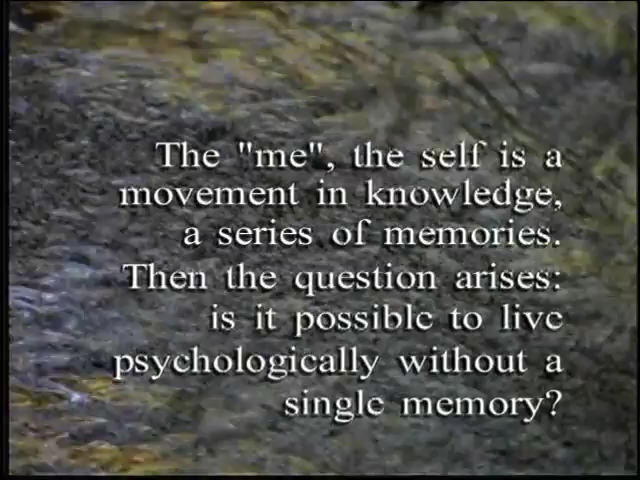 The "me", the self is a
movement in knowledge,
a series of memories.
Then the question arises:
is it possible to live
psychologically without a
single memory?